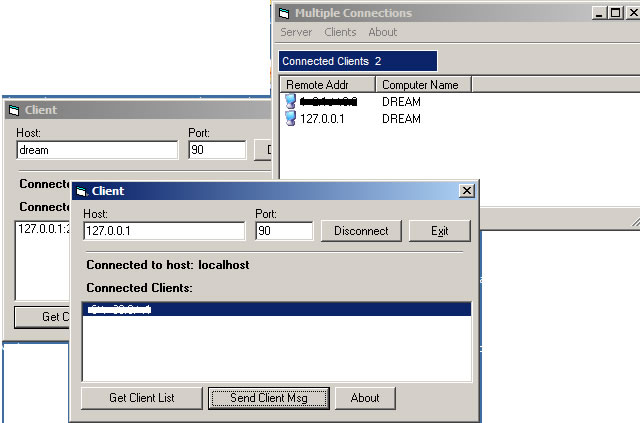 Multiple Connections
Server Clients About
Connected Clients 2
Remote Addr Computer Name
DREAM
127.0.0.1 DREAM
Client
Host: Port:
dream 90
Connecte
Connecte
127.0.0.1:2
Get C
Client
Host: Port:
127.0.0.1 90 Disconnect Exit
Connected to host: localhost
Connected Clients:
Get Client List Send Client Msg About